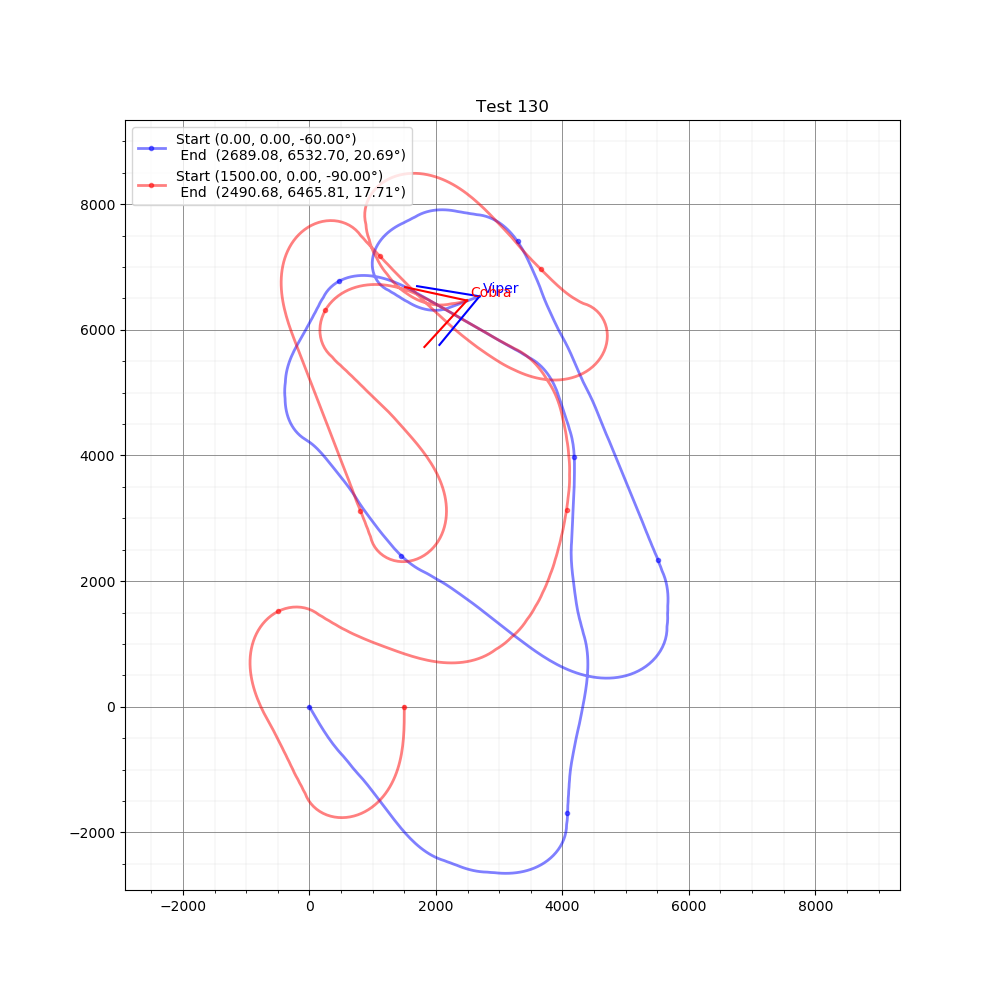 Test 130
Start (0.00, 0.00, -60.00°)
End (2689.08, 6532.70, 20.69°)
Start (1500.00, 0.00, -90.00°)
End (2490.68, 6465.81, 17.71°)
8000
6000
4000
2000
0
−2000
Viper
Cobra
−2000 0 2000 4000 6000 8000